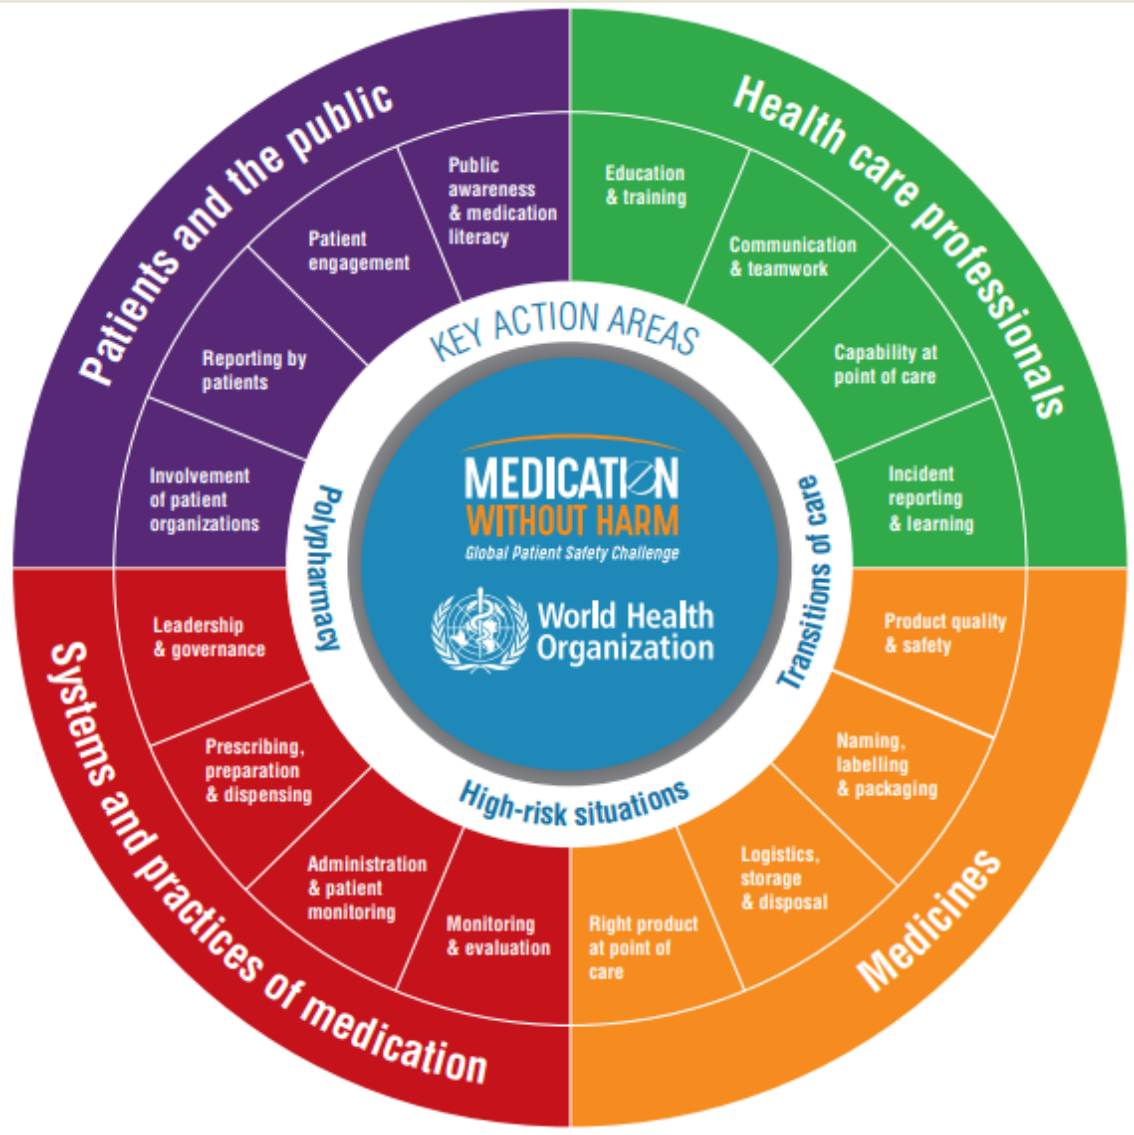 Patients and the public
Public
awareness
& medication
literacy
Patient
engagement
Reporting by
patients
Involvement
of patient
organizations
Health care professionals
Education
& training
Communication
& teamwork
Capability at
point of care
Incident
reporting
& learning
Medicines
Product quality
& safety
Naming,
labelling
& packaging
Logistics,
storage
& disposal
Right product
at point of
care
Systems and practices of medication
Leadership
& governance
Prescribing,
preparation
& dispensing
Administration
& patient
monitoring
Monitoring
& evaluation
KEY ACTION AREAS
Polypharmacy
Transitions of care
High-risk situations
MEDICATION
WITHOUT HARM
Global Patient Safety Challenge
World Health
Organization